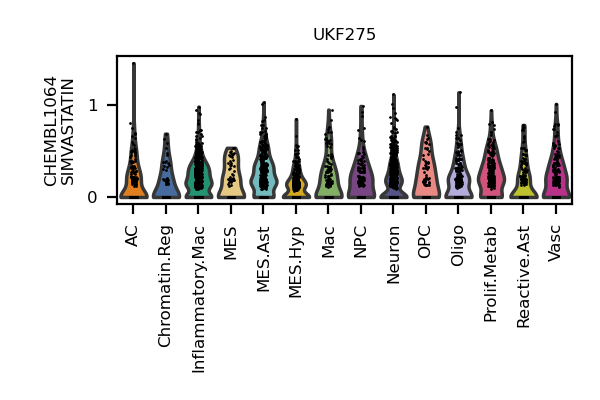 UKF275
CHEMBL1064
SIMVASTATIN
1
0
AC
Chromatin.Reg
Inflammatory.Mac
MES
MES.Ast
MES.Hyp
Mac
NPC
Neuron
OPC
Oligo
Prolif.Metab
Reactive.Ast
Vasc